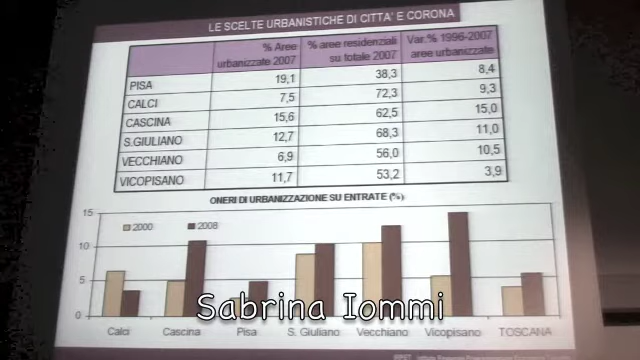 LE SCELTE URBANISTICHE DI CITTA' E CORONA
% Aree urbanizzate 2007 % aree residenziali su totale 2007 Var.% 1996-2007 aree urbanizzate
PISA 19,1 38,3 8,4
CALCI 7,5 72,3 9,3
CASCINA 15,6 62,5 15,0
S.GIULIANO 12,7 68,3 11,0
VECCHIANO 6,9 56,0 10,5
VICOPISANO 11,7 53,2 3,9
ONERI DI URBANIZZAZIONE SU ENTRATE (%)
15
2000 2008
10
5
0
Sabrina Iommi
Calci Cascina Pisa S. Giuliano Vecchiano Vicopisano TOSCANA